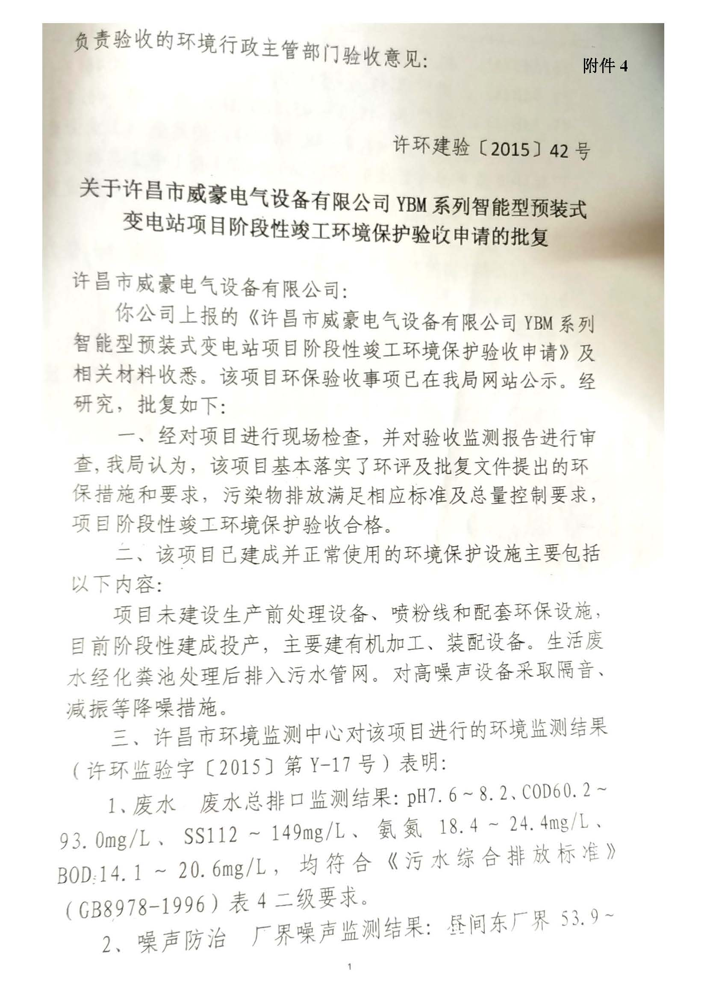 负责验收的环境行政主管部门验收意见：
附件 4
许环建验〔2015〕42 号
关于许昌市威豪电气设备有限公司 YBM 系列智能型预装式
变电站项目阶段性竣工环境保护验收申请的批复
许昌市威豪电气设备有限公司：
你公司上报的《许昌市威豪电气设备有限公司 YBM 系列
智能型预装式变电站项目阶段性竣工环境保护验收申请》及
相关材料收悉。该项目环保验收事项已在我局网站公示。经
研究，批复如下：
一、经对项目进行现场检查，并对验收监测报告进行审
查，我局认为，该项目基本落实了环评及批复文件提出的环
保措施和要求，污染物排放满足相应标准及总量控制要求，
项目阶段性竣工环境保护验收合格。
二、该项目已建成并正常使用的环境保护设施主要包括
以下内容：
项目未建设生产前处理设备、喷粉线和配套环保设施，
目前阶段性建成投产，主要建有机加工、装配设备。生活废
水经化粪池处理后排入污水管网。对高噪声设备采取隔音、
减振等降噪措施。
三、许昌市环境监测中心对该项目进行的环境监测结果
（许环监验字〔2015〕第 Y-17 号）表明：
1、废水 废水总排口监测结果：pH7.6～8.2、COD60.2～
93.0mg/L、SS112～149mg/L、氨氮 18.4～24.4mg/L、
BOD₅14.1～20.6mg/L，均符合《污水综合排放标准》
（GB8978-1996）表 4 二级要求。
2、噪声防治 厂界噪声监测结果：昼间东厂界 53.9～
1